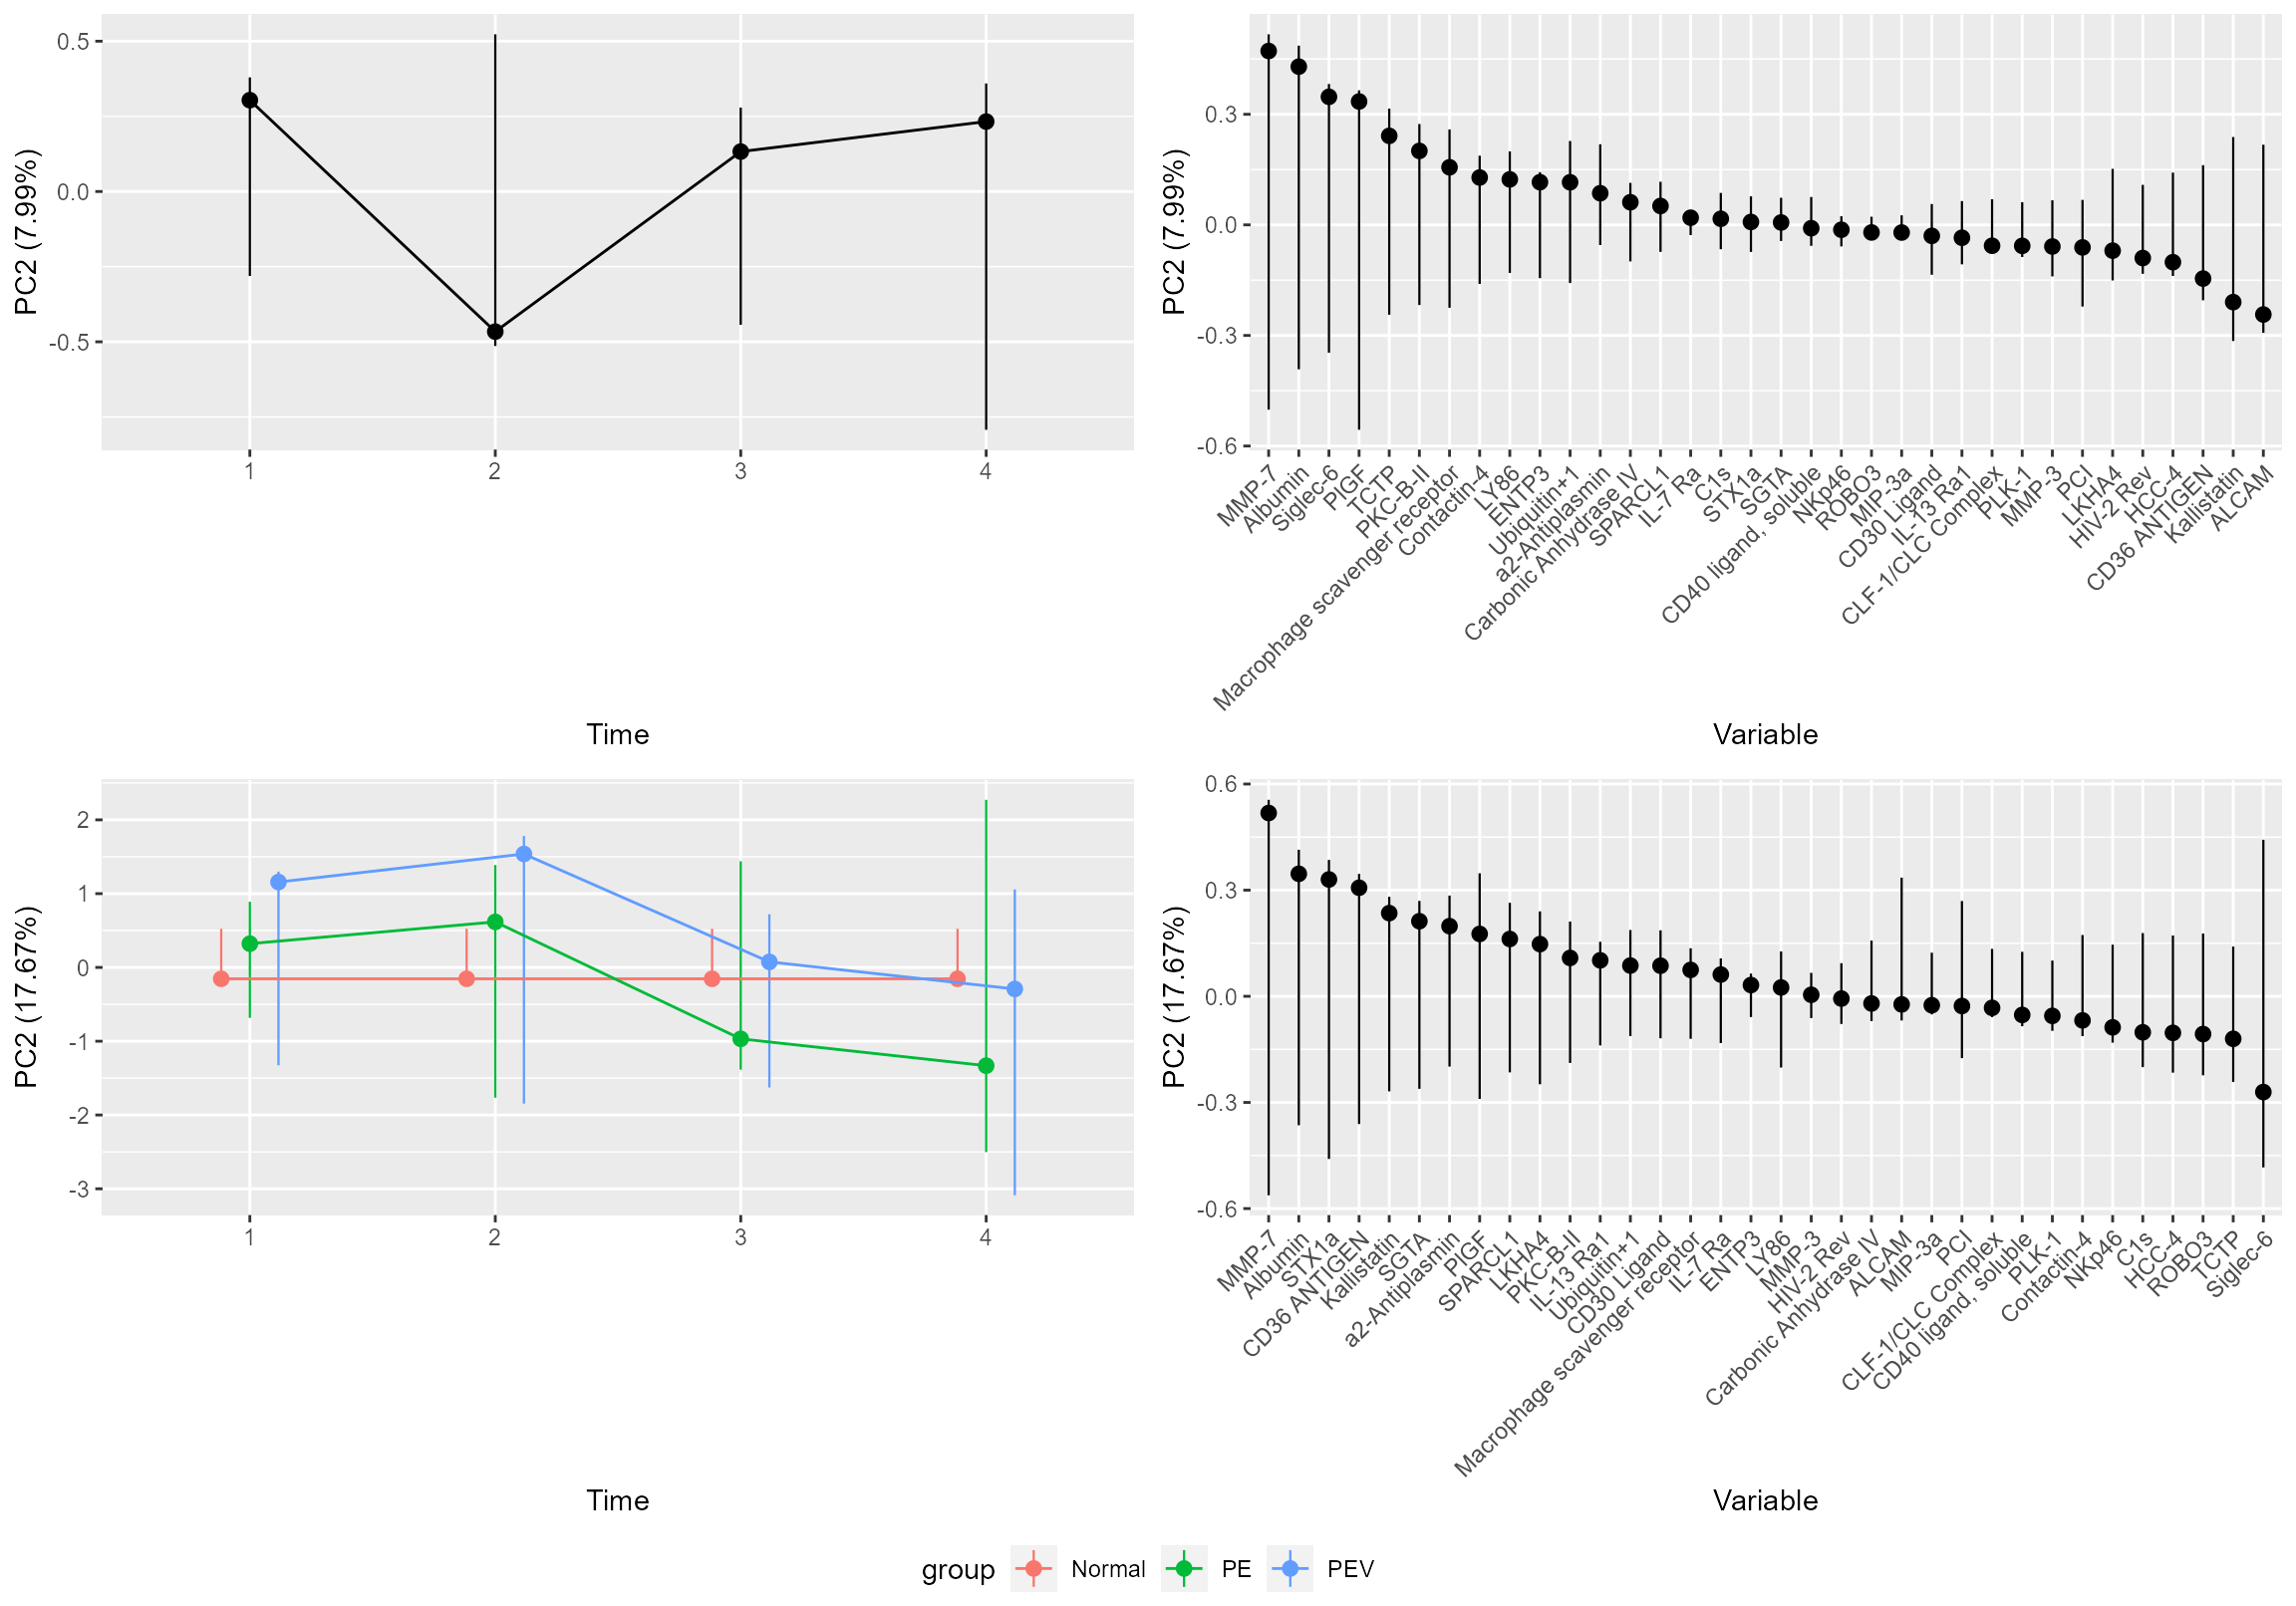 PC2 (7.99%)
0.5
0.0
-0.5
1
2
3
4
Time
PC2 (7.99%)
0.3
0.0
-0.3
-0.6
MMP-7
Albumin
Siglec-6
PIGF
TCTP
PKC-B-II
Macrophage scavenger receptor
Contactin-4
LY86
ENTP3
Ubiquitin+1
a2-Antiplasmin
Carbonic Anhydrase IV
SPARCL1
IL-7 Ra
C1s
STX1a
SGTA
CD40 ligand, soluble
NKp46
ROBO3
MIP-3a
CD30 Ligand
IL-13 Ra1
CLF-1/CLC Complex
PLK-1
MMP-3
PCI
LKHA4
HIV-2 Rev
HCC-4
CD36 ANTIGEN
Kallistatin
ALCAM
Variable
PC2 (17.67%)
2
1
0
-1
-2
-3
1
2
3
4
Time
PC2 (17.67%)
0.6
0.3
0.0
-0.3
-0.6
MMP-7
Albumin
STX1a
CD36 ANTIGEN
Kallistatin
SGTA
a2-Antiplasmin
PIGF
SPARCL1
LKHA4
PKC-B-II
IL-13 Ra1
Ubiquitin+1
CD30 Ligand
Macrophage scavenger receptor
IL-7 Ra
ENTP3
LY86
MMP-3
HIV-2 Rev
Carbonic Anhydrase IV
ALCAM
MIP-3a
PCI
CLF-1/CLC Complex
CD40 ligand, soluble
PLK-1
Contactin-4
NKp46
C1s
HCC-4
ROBO3
TCTP
Siglec-6
Variable
group Normal PE PEV